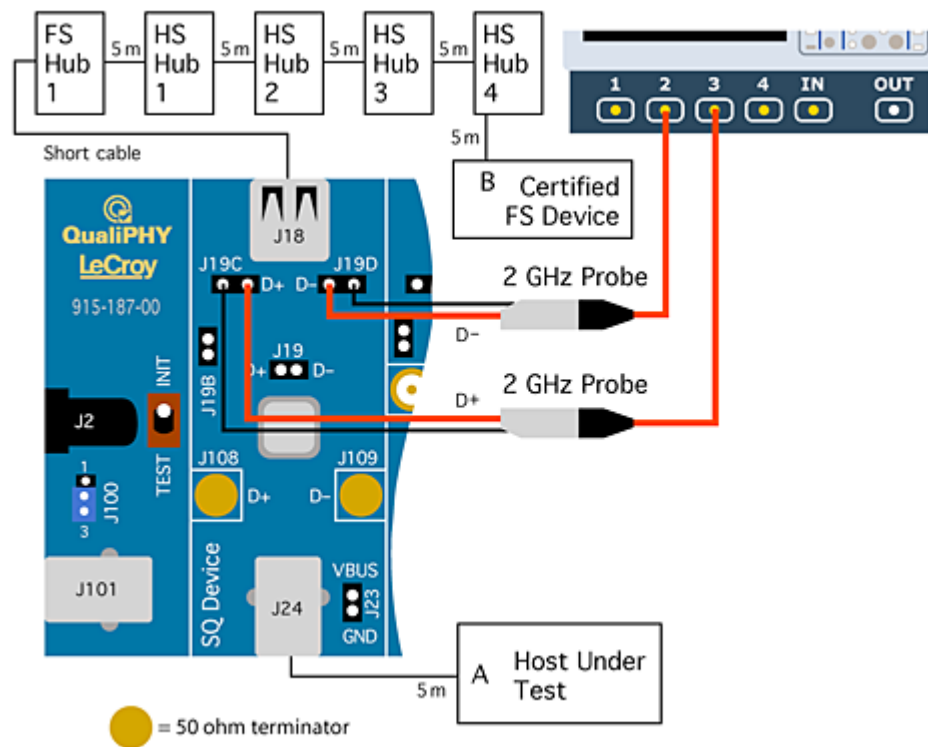 FS Hub 1
5 m
HS Hub 1
5 m
HS Hub 2
5 m
HS Hub 3
5 m
HS Hub 4
1 2 3 4 IN OUT
5 m
Short cable
B Certified FS Device
QualiPHY
LeCroy
915-187-00
J18
J19C D+ D- J19D
2 GHz Probe
D-
J19B
J19
D+ D-
2 GHz Probe
D+
INIT
TEST
J2
1
J100
3
J108 D+
J109 D-
J101
SQ Device
J24
VBUS
J23
GND
5 m
A Host Under Test
= 50 ohm terminator